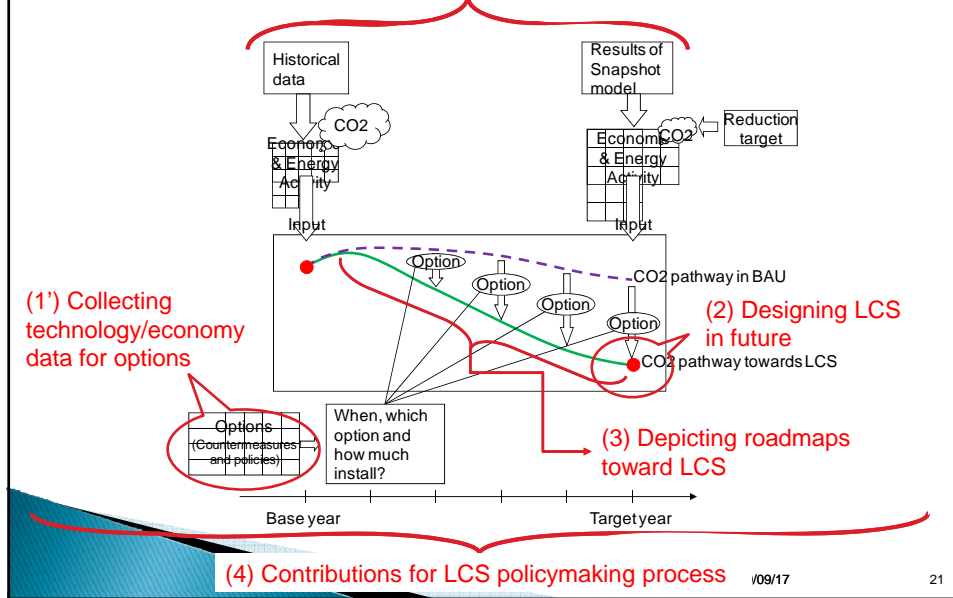 Historical
data
Results of
Snapshot
model
CO2
CO2
Reduction
target
Economic
& Energy
Activity
Economic
& Energy
Activity
Input
Input
Option
Option
Option
Option
CO2 pathway in BAU
(1’) Collecting
technology/economy
data for options
(2) Designing LCS
in future
CO2 pathway towards LCS
Options
(Countermeasures
and policies)
When, which
option and
how much
install?
(3) Depicting roadmaps
toward LCS
Base year
Target year
(4) Contributions for LCS policymaking process
/09/17
21